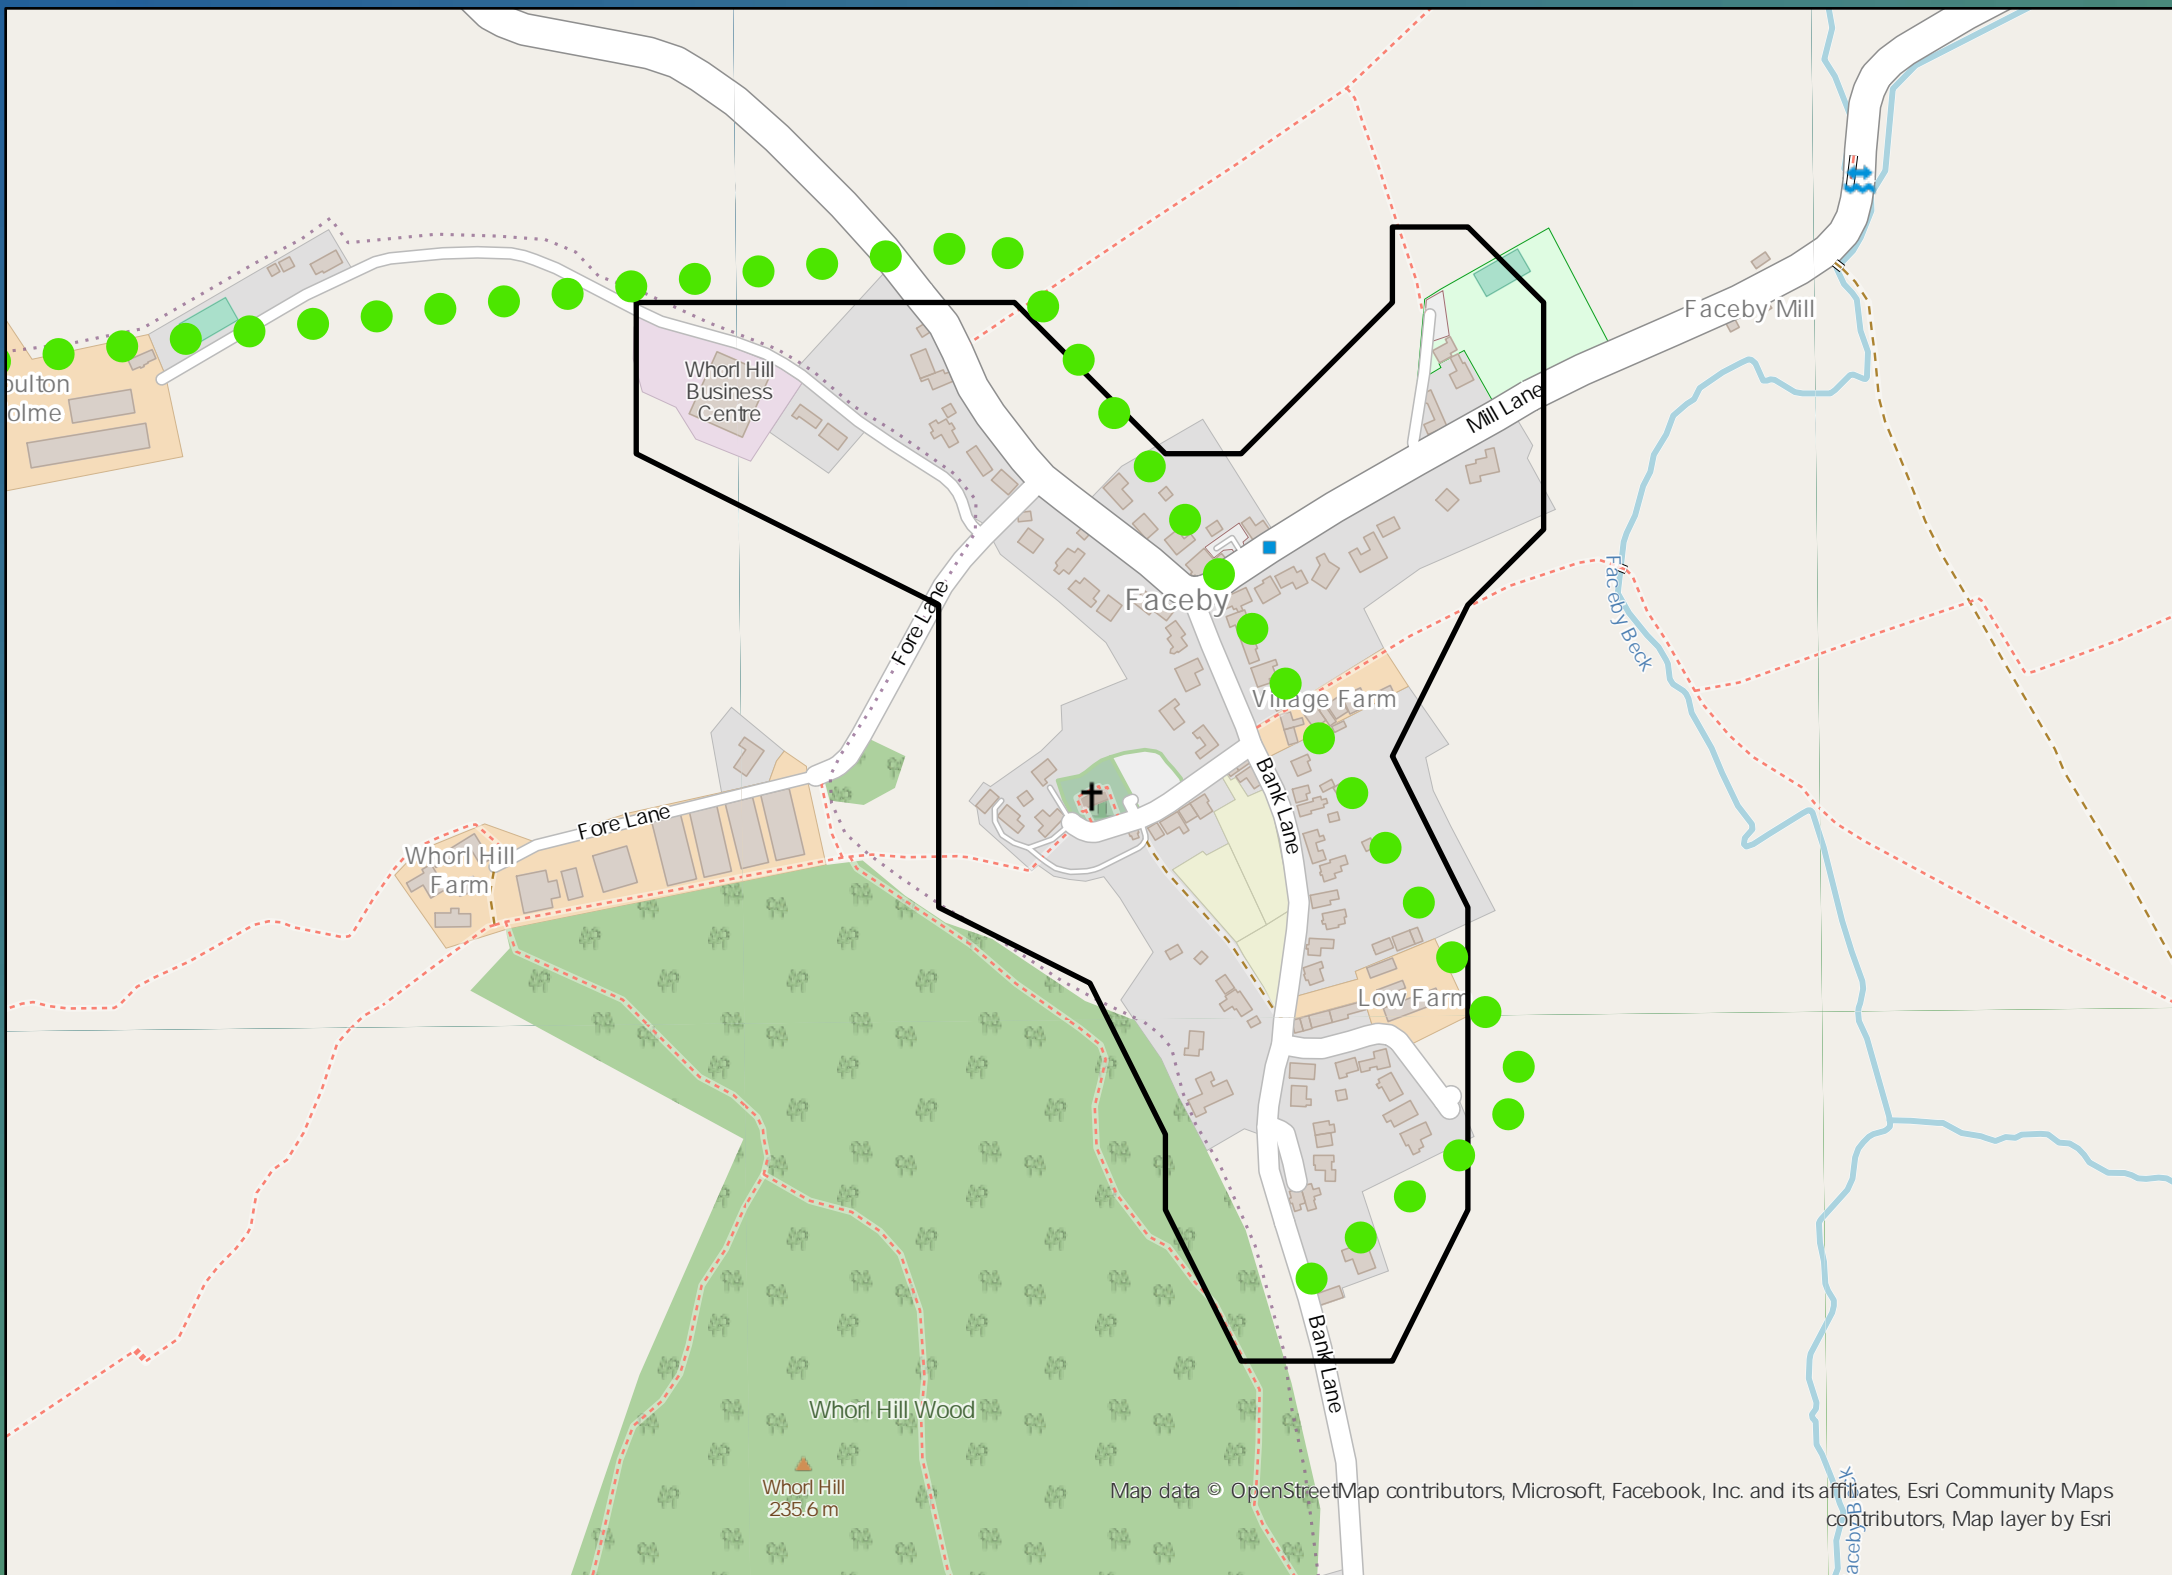 Faceby Mill
oulton
olme
Whorl Hill
Business
Centre
Mill Lane
Faceby
Faceby Beck
Fore Lane
Village Farm
Bank Lane
Fore Lane
Whorl Hill
Farm
Low Farm
Bank Lane
Whorl Hill Wood
Whorl Hill
235.6 m
aceby Beck
Map data © OpenStreetMap contributors, Microsoft, Facebook, Inc. and its affiliates, Esri Community Maps
contributors, Map layer by Esri